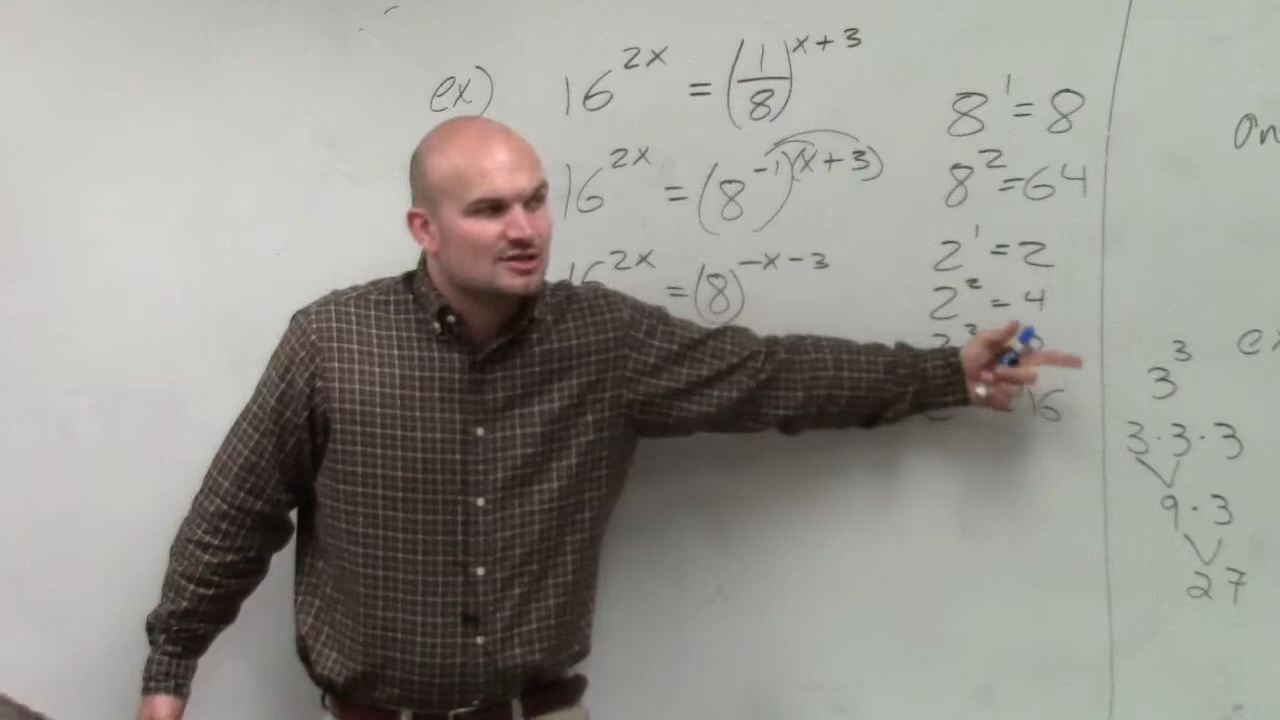 ex) 16^{2x} = (1/8)^{x+3}
16^{2x} = (8^{-1})^{(x+3)}
16^{2x} = (8)^{-x-3}
8^1 = 8
8^2 = 64
2^1 = 2
2^2 = 4
16
3^3
3·3·3
9·3
27